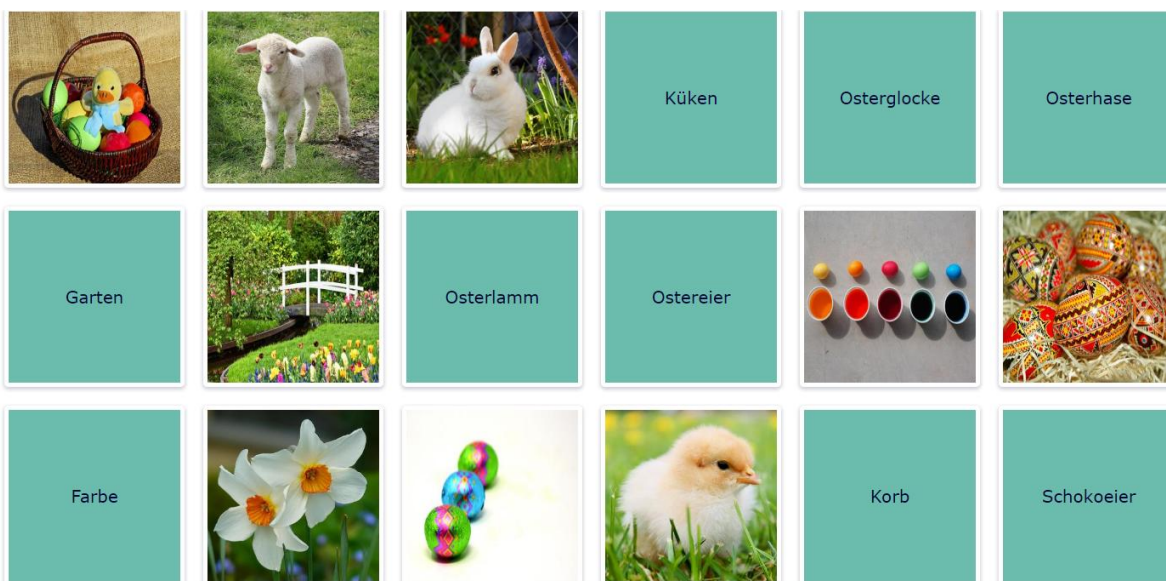 Küken
Osterglocke
Osterhase
Garten
Osterlamm
Ostereier
Farbe
Korb
Schokoeier